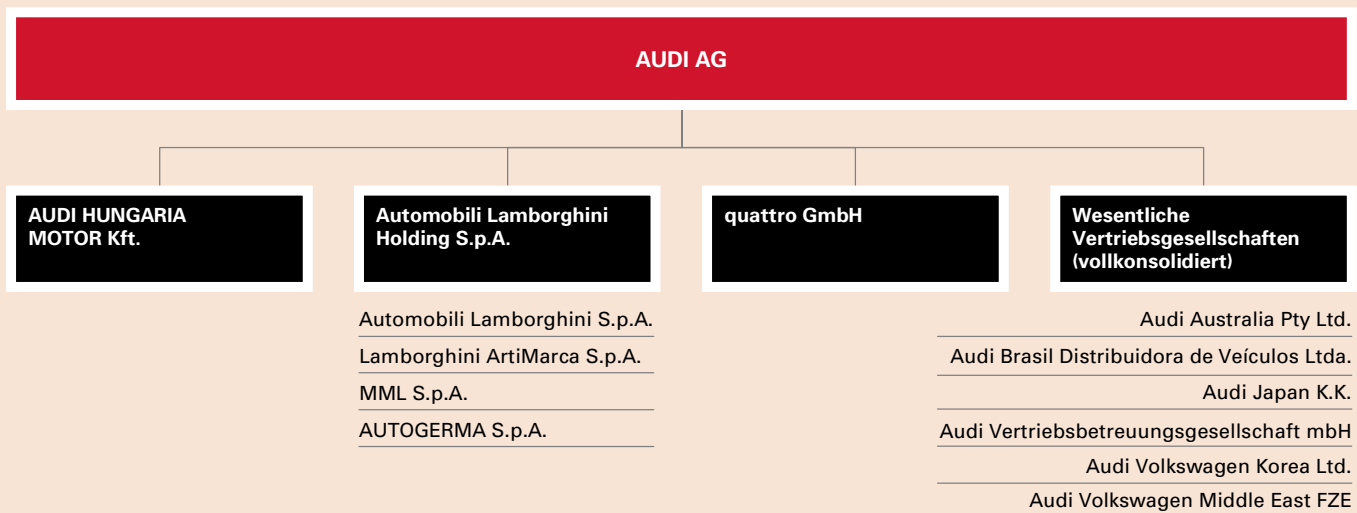 AUDI AG
AUDI HUNGARIA
MOTOR Kft.
Automobili Lamborghini
Holding S.p.A.
quattro GmbH
Wesentliche
Vertriebsgesellschaften
(vollkonsolidiert)
Automobili Lamborghini S.p.A.
Lamborghini ArtiMarca S.p.A.
MML S.p.A.
AUTOGERMA S.p.A.
Audi Australia Pty Ltd.
Audi Brasil Distribuidora de Veículos Ltda.
Audi Japan K.K.
Audi Vertriebsbetreuungsgesellschaft mbH
Audi Volkswagen Korea Ltd.
Audi Volkswagen Middle East FZE